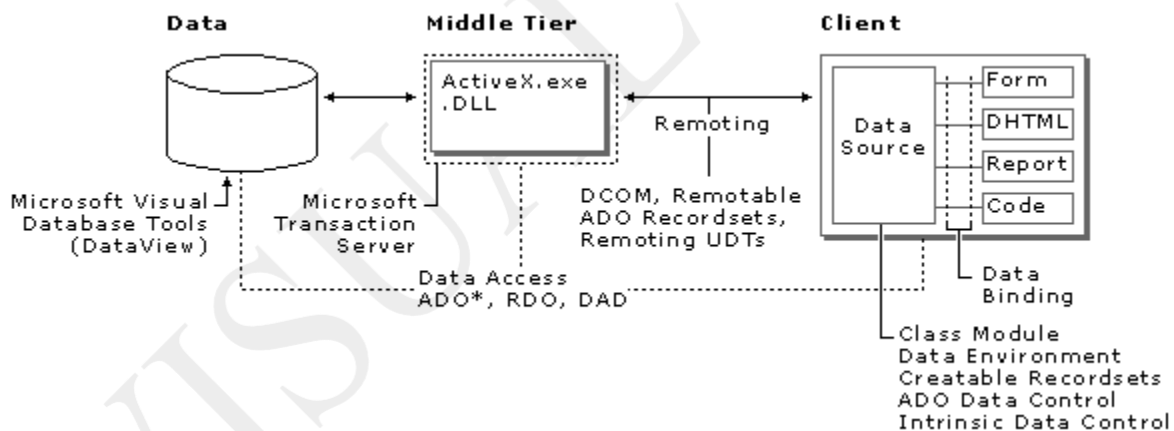 Data
Middle Tier
Client
ActiveX.exe
.DLL
Remoting
Data
Source
Form
DHTML
Report
Code
Microsoft Visual
Database Tools
(DataView)
Microsoft
Transaction
Server
DCOM, Remotable
ADO Recordsets,
Remoting UDTs
Data Access
ADO*, RDO, DAD
Data
Binding
Class Module
Data Environment
Creatable Recordsets
ADO Data Control
Intrinsic Data Control
VISUAL